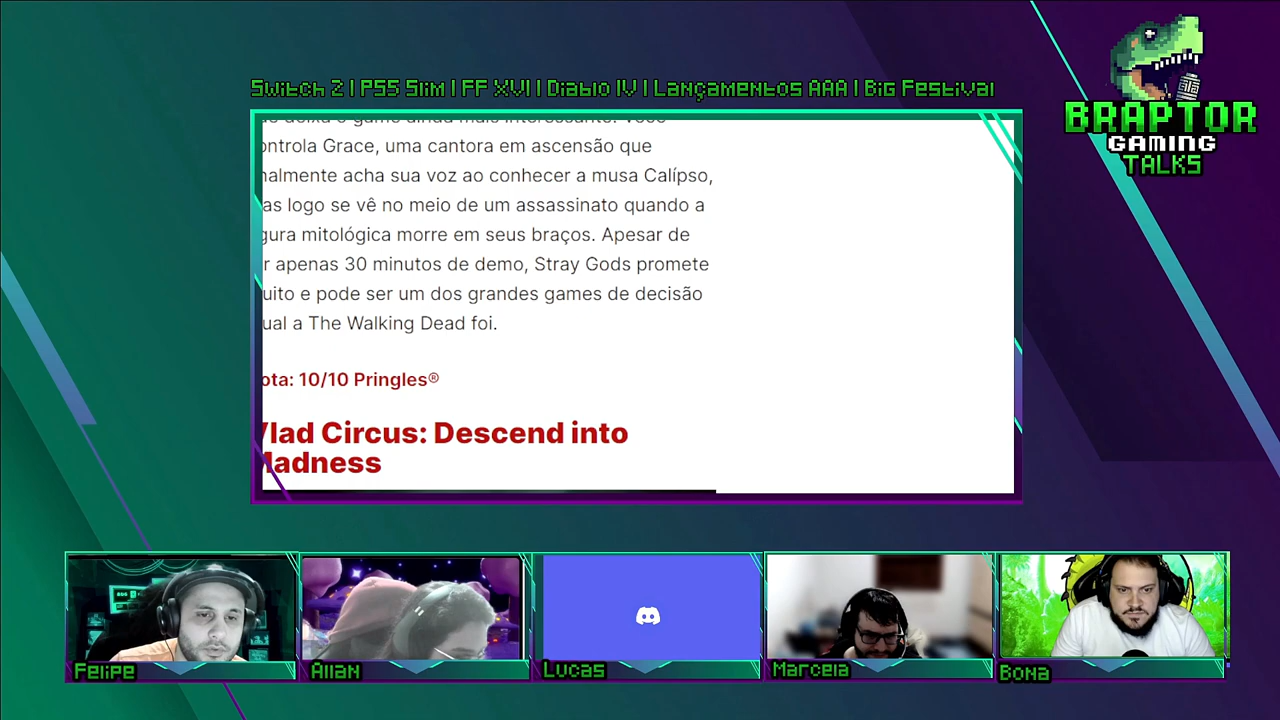 Switch 2 | PS5 Slim | FF XVI | Diablo IV | Lançamentos AAA | Big Festival
BRAPTOR
GAMING
TALKS
ontrola Grace, uma cantora em ascensão que
nalmente acha sua voz ao conhecer a musa Calípso,
as logo se vê no meio de um assassinato quando a
gura mitológica morre em seus braços. Apesar de
r apenas 30 minutos de demo, Stray Gods promete
uito e pode ser um dos grandes games de decisão
ual a The Walking Dead foi.
ota: 10/10 Pringles®
Vlad Circus: Descend into
Madness
Felipe
Allan
Lucas
Marcela
Bona